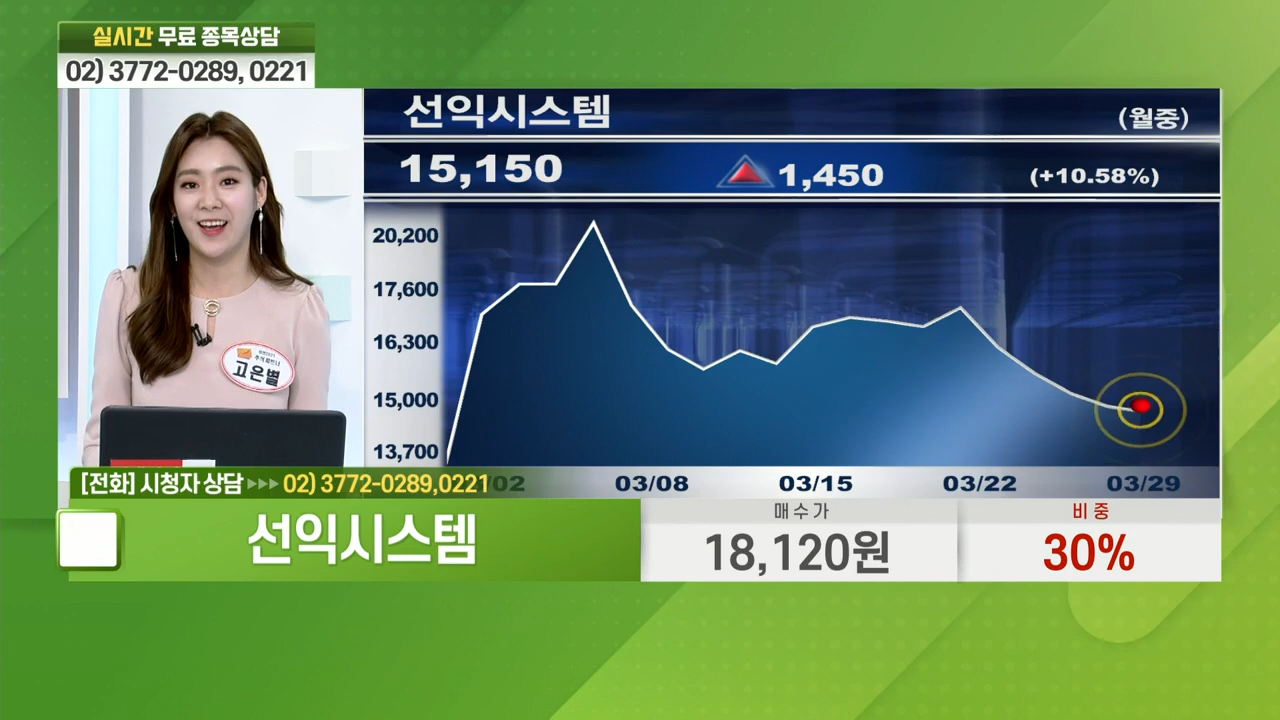 실시간 무료 종목상담
02) 3772-0289, 0221
선익시스템
(월중)
15,150
1,450
(+10.58%)
20,200
17,600
16,300
15,000
13,700
고은별
02
03/08
03/15
03/22
03/29
[전화] 시청자 상담 ▷▷▷ 02) 3772-0289,0221
선익시스템
매수가
18,120원
비중
30%